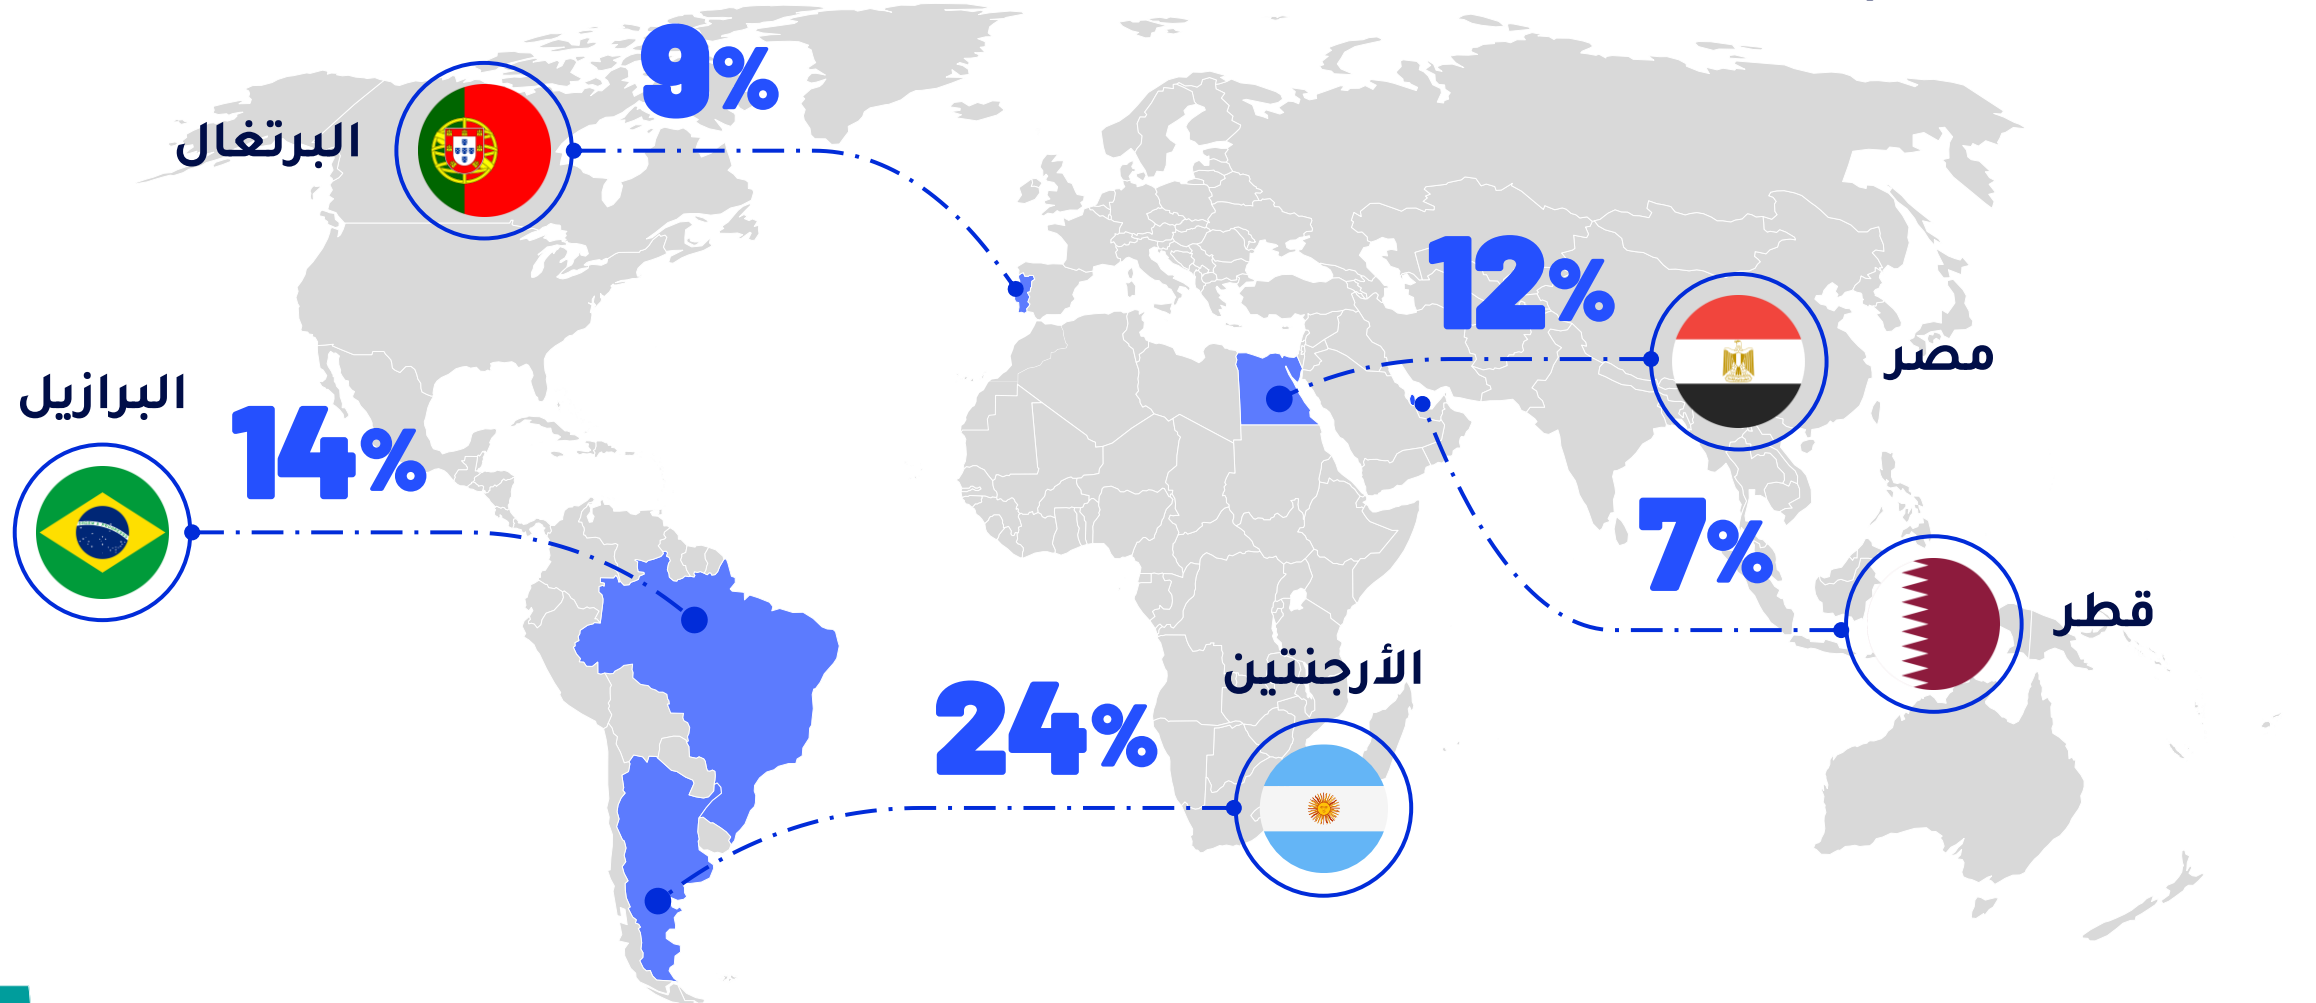 9%
البرتغال
12%
مصر
البرازيل
14%
7%
قطر
الأرجنتين
24%